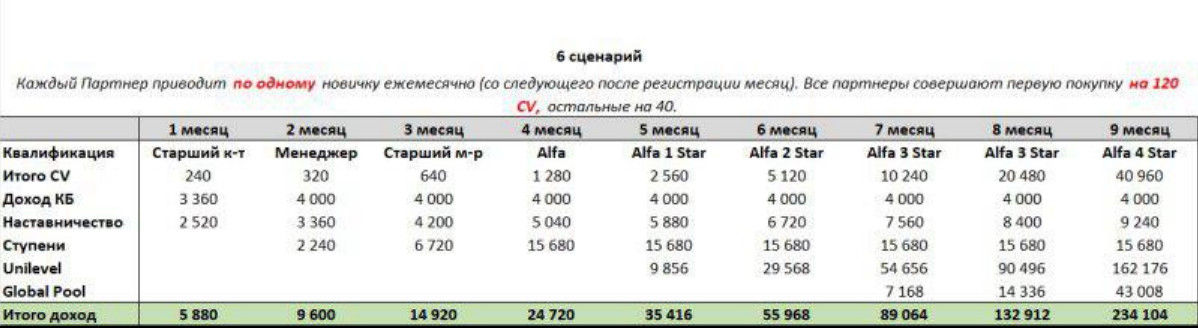 6 сценарий
Каждый Партнер приводит по одному новичку ежемесячно (со следующего после регистрации месяц). Все партнеры совершают первую покупку на 120
CV, остальные на 40.
1 месяц 2 месяц 3 месяц 4 месяц 5 месяц 6 месяц 7 месяц 8 месяц 9 месяц
Квалификация Старший к-т Менеджер Старший м-р Alfa Alfa 1 Star Alfa 2 Star Alfa 3 Star Alfa 3 Star Alfa 4 Star
Итого CV 240 320 640 1 280 2 560 5 120 10 240 20 480 40 960
Доход КБ 3 360 4 000 4 000 4 000 4 000 4 000 4 000 4 000 4 000
Наставничество 2 520 3 360 4 200 5 040 5 880 6 720 7 560 8 400 9 240
Ступени 2 240 6 720 15 680 15 680 15 680 15 680 15 680 15 680
Unilevel 9 856 29 568 54 656 90 496 162 176
Global Pool 7 168 14 336 43 008
Итого доход 5 880 9 600 14 920 24 720 35 416 55 968 89 064 132 912 234 104